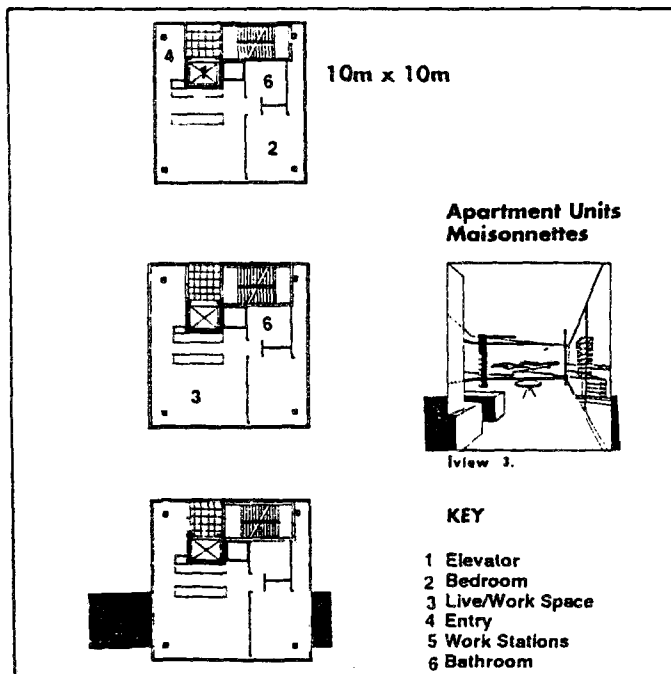 4
1
6
10m x 10m
2
Apartment Units
Maisonnettes
6
3
view 3.
KEY
1 Elevator
2 Bedroom
3 Live/Work Space
4 Entry
5 Work Stations
6 Bathroom